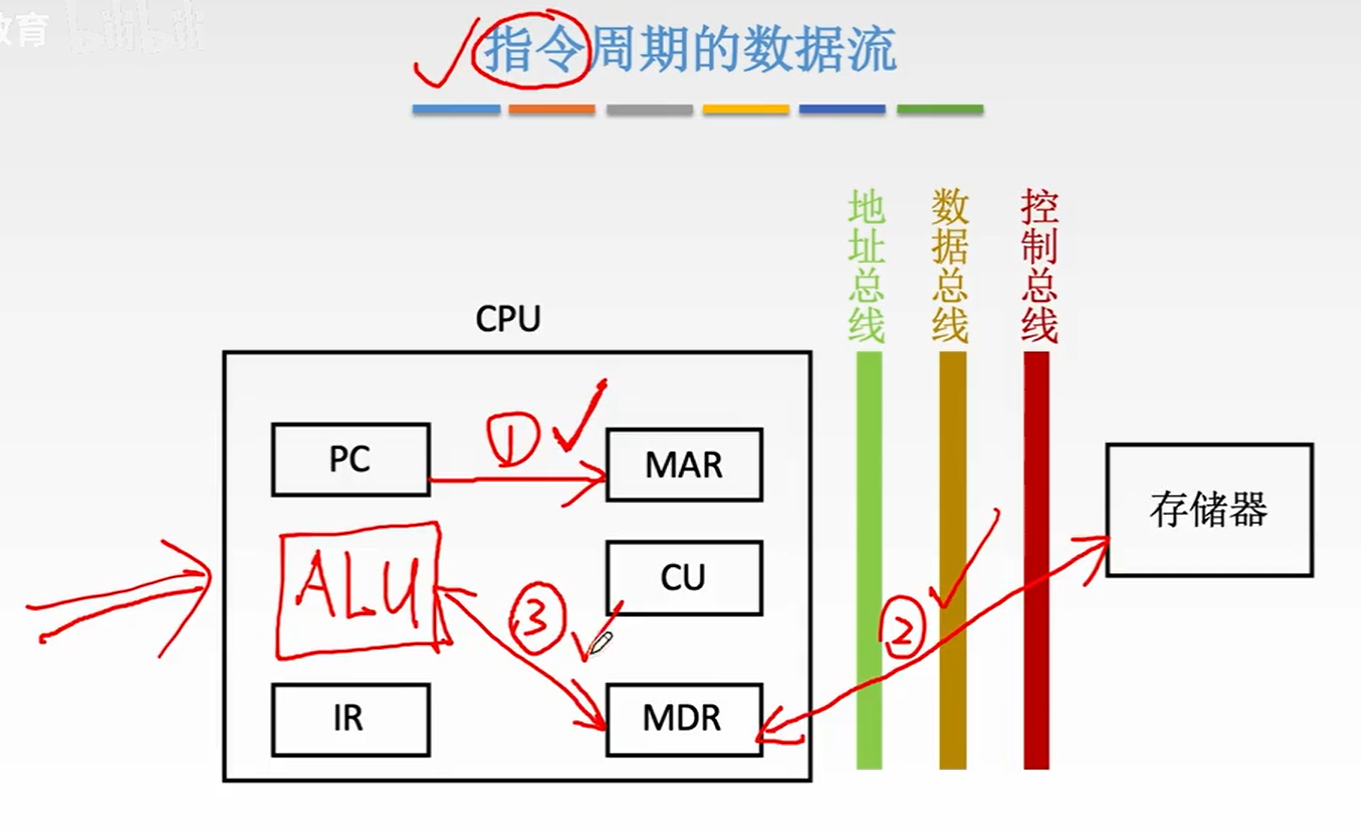 教育 bilibili
指令周期的数据流
地址总线
数据总线
控制总线
CPU
PC
①
MAR
存储器
ALU
③
CU
②
IR
MDR